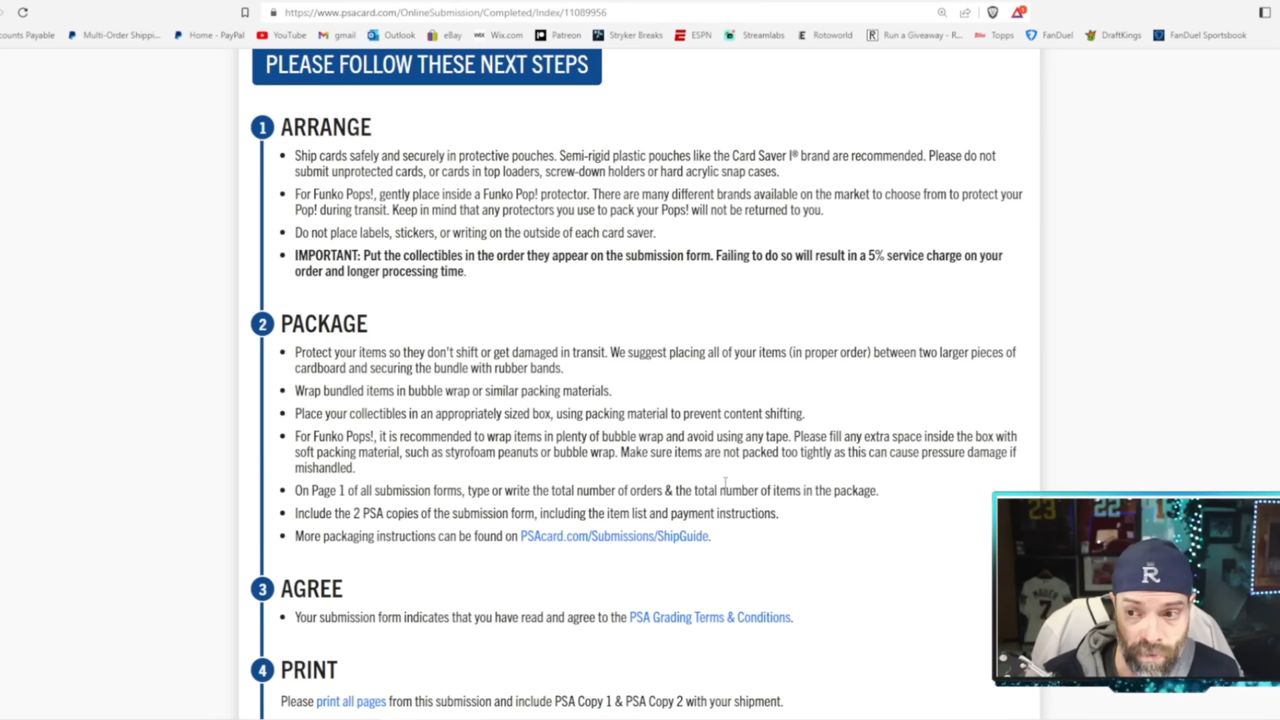 https://www.psacard.com/OnlineSubmission/Completed/Index/11089956
counts Payable Multi-Order Shippi... Home - PayPal YouTube gmail Outlook eBay Wix.com Patreon Stryker Breaks ESPN Streamlabs Rotoworld Run a Giveaway - R... Topps FanDuel DraftKings FanDuel Sportsbook
PLEASE FOLLOW THESE NEXT STEPS
1 ARRANGE
• Ship cards safely and securely in protective pouches. Semi-rigid plastic pouches like the Card Saver I® brand are recommended. Please do not
submit unprotected cards, or cards in top loaders, screw-down holders or hard acrylic snap cases.
• For Funko Pops!, gently place inside a Funko Pop! protector. There are many different brands available on the market to choose from to protect your
Pop! during transit. Keep in mind that any protectors you use to pack your Pops! will not be returned to you.
• Do not place labels, stickers, or writing on the outside of each card saver.
• IMPORTANT: Put the collectibles in the order they appear on the submission form. Failing to do so will result in a 5% service charge on your
order and longer processing time.
2 PACKAGE
• Protect your items so they don't shift or get damaged in transit. We suggest placing all of your items (in proper order) between two larger pieces of
cardboard and securing the bundle with rubber bands.
• Wrap bundled items in bubble wrap or similar packing materials.
• Place your collectibles in an appropriately sized box, using packing material to prevent content shifting.
• For Funko Pops!, it is recommended to wrap items in plenty of bubble wrap and avoid using any tape. Please fill any extra space inside the box with
soft packing material, such as styrofoam peanuts or bubble wrap. Make sure items are not packed too tightly as this can cause pressure damage if
mishandled.
• On Page 1 of all submission forms, type or write the total number of orders & the total number of items in the package.
• Include the 2 PSA copies of the submission form, including the item list and payment instructions.
• More packaging instructions can be found on PSAcard.com/Submissions/ShipGuide.
23 22
R
MAUER
7
3 AGREE
• Your submission form indicates that you have read and agree to the PSA Grading Terms & Conditions.
4 PRINT
Please print all pages from this submission and include PSA Copy 1 & PSA Copy 2 with your shipment.